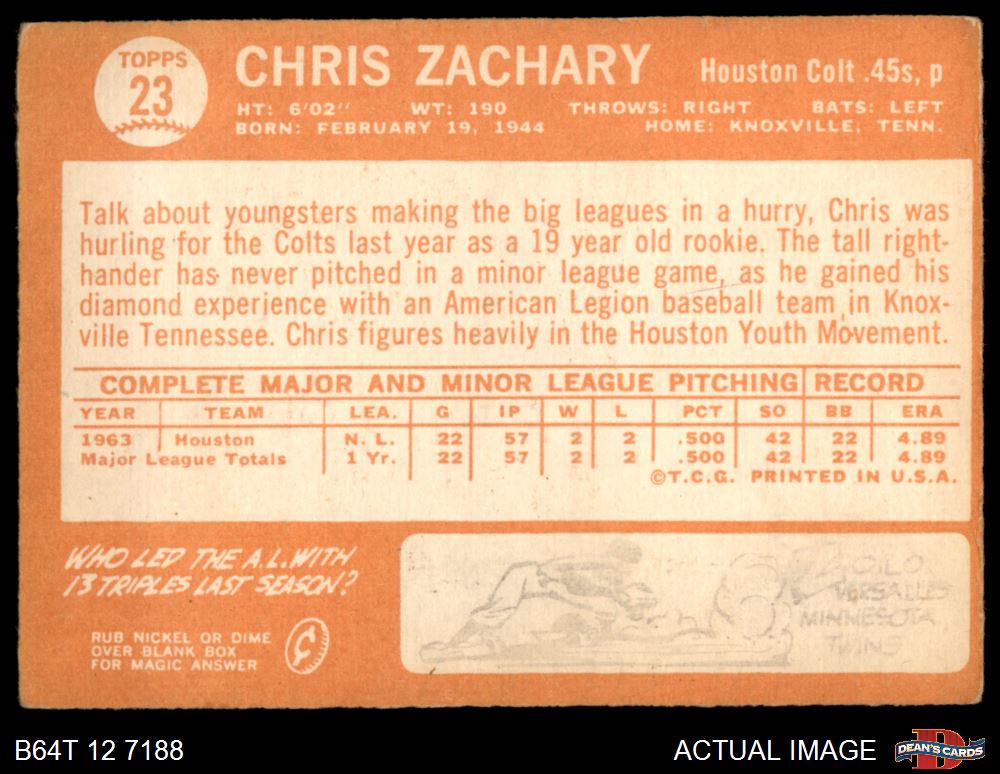 TOPPS
23
CHRIS ZACHARY
Houston Colt .45s, p
HT: 6'02" WT: 190 THROWS: RIGHT BATS: LEFT
BORN: FEBRUARY 19, 1944 HOME: KNOXVILLE, TENN.
Talk about youngsters making the big leagues in a hurry, Chris was
hurling for the Colts last year as a 19 year old rookie. The tall right-
hander has never pitched in a minor league game, as he gained his
diamond experience with an American Legion baseball team in Knox-
ville Tennessee. Chris figures heavily in the Houston Youth Movement.
COMPLETE MAJOR AND MINOR LEAGUE PITCHING RECORD
YEAR TEAM LEA. G IP W L PCT SO BB ERA
1963 Houston N. L. 22 57 2 2 .500 42 22 4.89
Major League Totals 1 Yr. 22 57 2 2 .500 42 22 4.89
©T.C.G. PRINTED IN U.S.A.
WHO LED THE A.L. WITH
13 TRIPLES LAST SEASON?
RUB NICKEL OR DIME
OVER BLANK BOX
FOR MAGIC ANSWER
¢
ZOILO
VERSALLES
MINNESOTA
TWINS
B64T 12 7188
ACTUAL IMAGE
D
DEAN'S CARDS